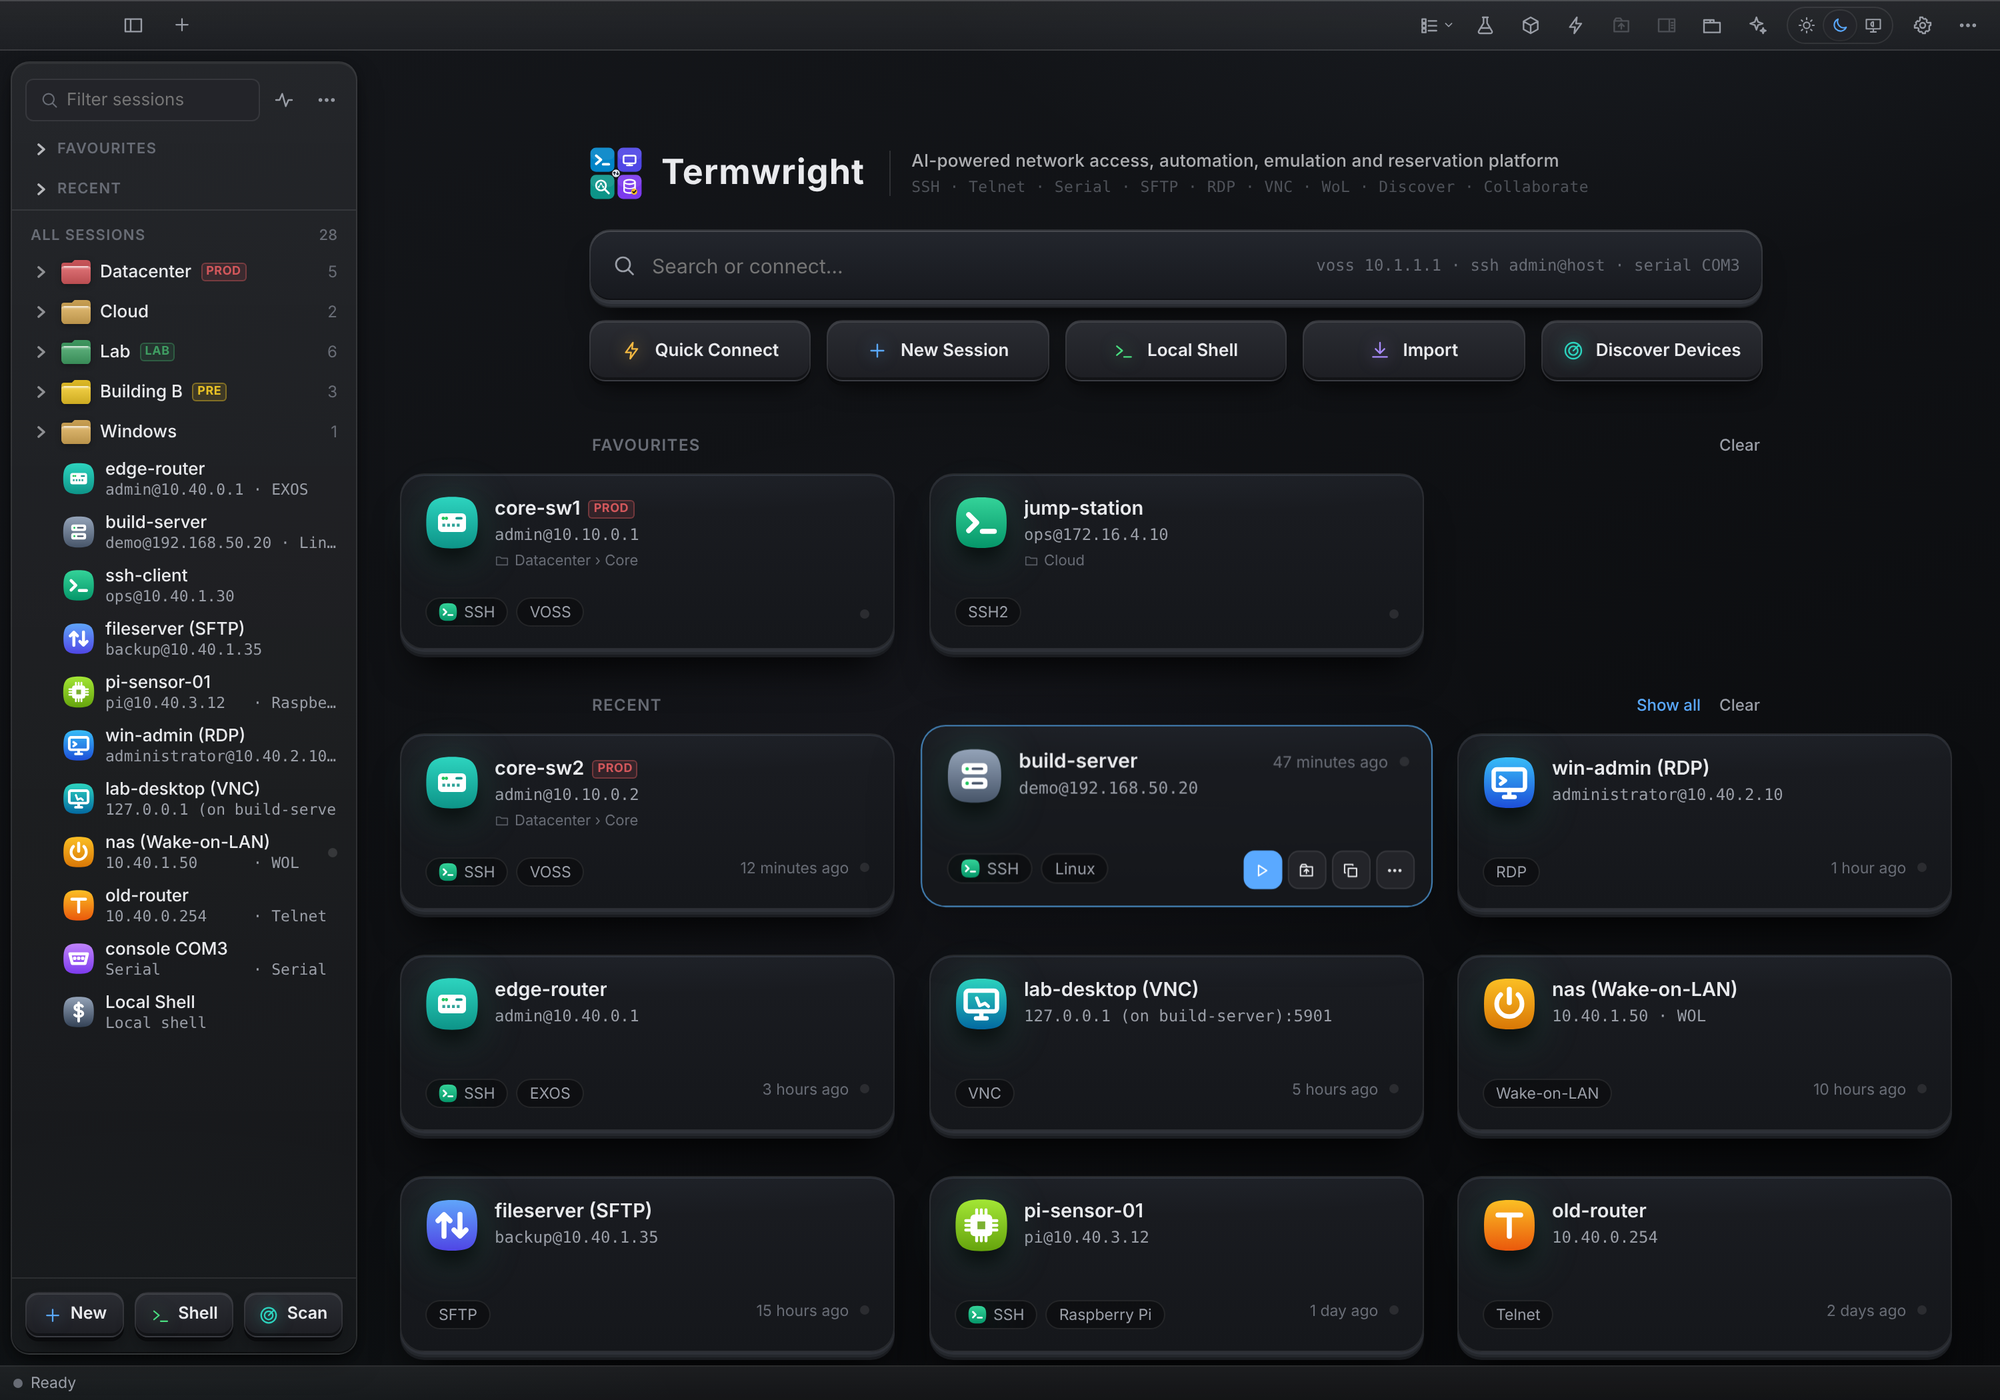 Filter sessions
FAVOURITES
RECENT
ALL SESSIONS 28
Datacenter PROD 5
Cloud 2
Lab LAB 6
Building B PRE 3
Windows 1
edge-router
admin@10.40.0.1 · EXOS
build-server
demo@192.168.50.20 · Lin…
ssh-client
ops@10.40.1.30
fileserver (SFTP)
backup@10.40.1.35
pi-sensor-01
pi@10.40.3.12 · Raspbe…
win-admin (RDP)
administrator@10.40.2.10…
lab-desktop (VNC)
127.0.0.1 (on build-serve
nas (Wake-on-LAN)
10.40.1.50 · WOL
old-router
10.40.0.254 · Telnet
console COM3
Serial · Serial
Local Shell
Local shell
New Shell Scan
Ready
Termwright
AI-powered network access, automation, emulation and reservation platform
SSH · Telnet · Serial · SFTP · RDP · VNC · WoL · Discover · Collaborate
Search or connect... voss 10.1.1.1 · ssh admin@host · serial COM3
Quick Connect New Session Local Shell Import Discover Devices
FAVOURITES Clear
core-sw1 PROD
admin@10.10.0.1
Datacenter › Core
SSH VOSS
jump-station
ops@172.16.4.10
Cloud
SSH2
RECENT Show all Clear
core-sw2 PROD
admin@10.10.0.2
Datacenter › Core
SSH VOSS 12 minutes ago
build-server 47 minutes ago
demo@192.168.50.20
SSH Linux
win-admin (RDP)
administrator@10.40.2.10
RDP 1 hour ago
edge-router
admin@10.40.0.1
SSH EXOS 3 hours ago
lab-desktop (VNC)
127.0.0.1 (on build-server):5901
VNC 5 hours ago
nas (Wake-on-LAN)
10.40.1.50 · WOL
Wake-on-LAN 10 hours ago
fileserver (SFTP)
backup@10.40.1.35
SFTP 15 hours ago
pi-sensor-01
pi@10.40.3.12
SSH Raspberry Pi 1 day ago
old-router
10.40.0.254
Telnet 2 days ago